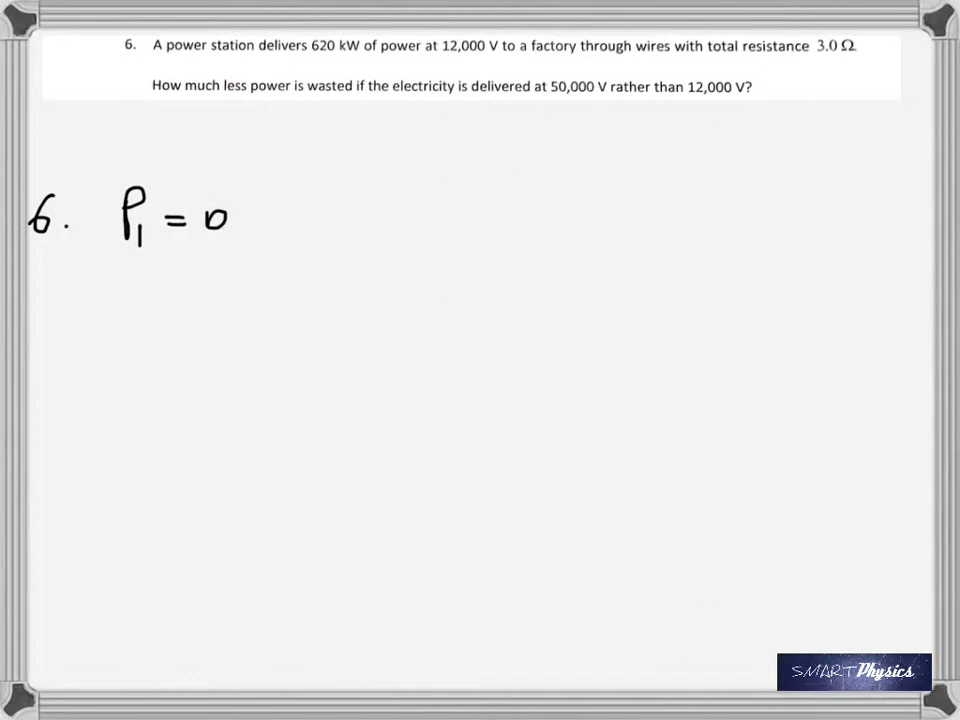 6. A power station delivers 620 kW of power at 12,000 V to a factory through wires with total resistance 3.0 Ω.
How much less power is wasted if the electricity is delivered at 50,000 V rather than 12,000 V?
6. P₁ = 0
SMART Physics